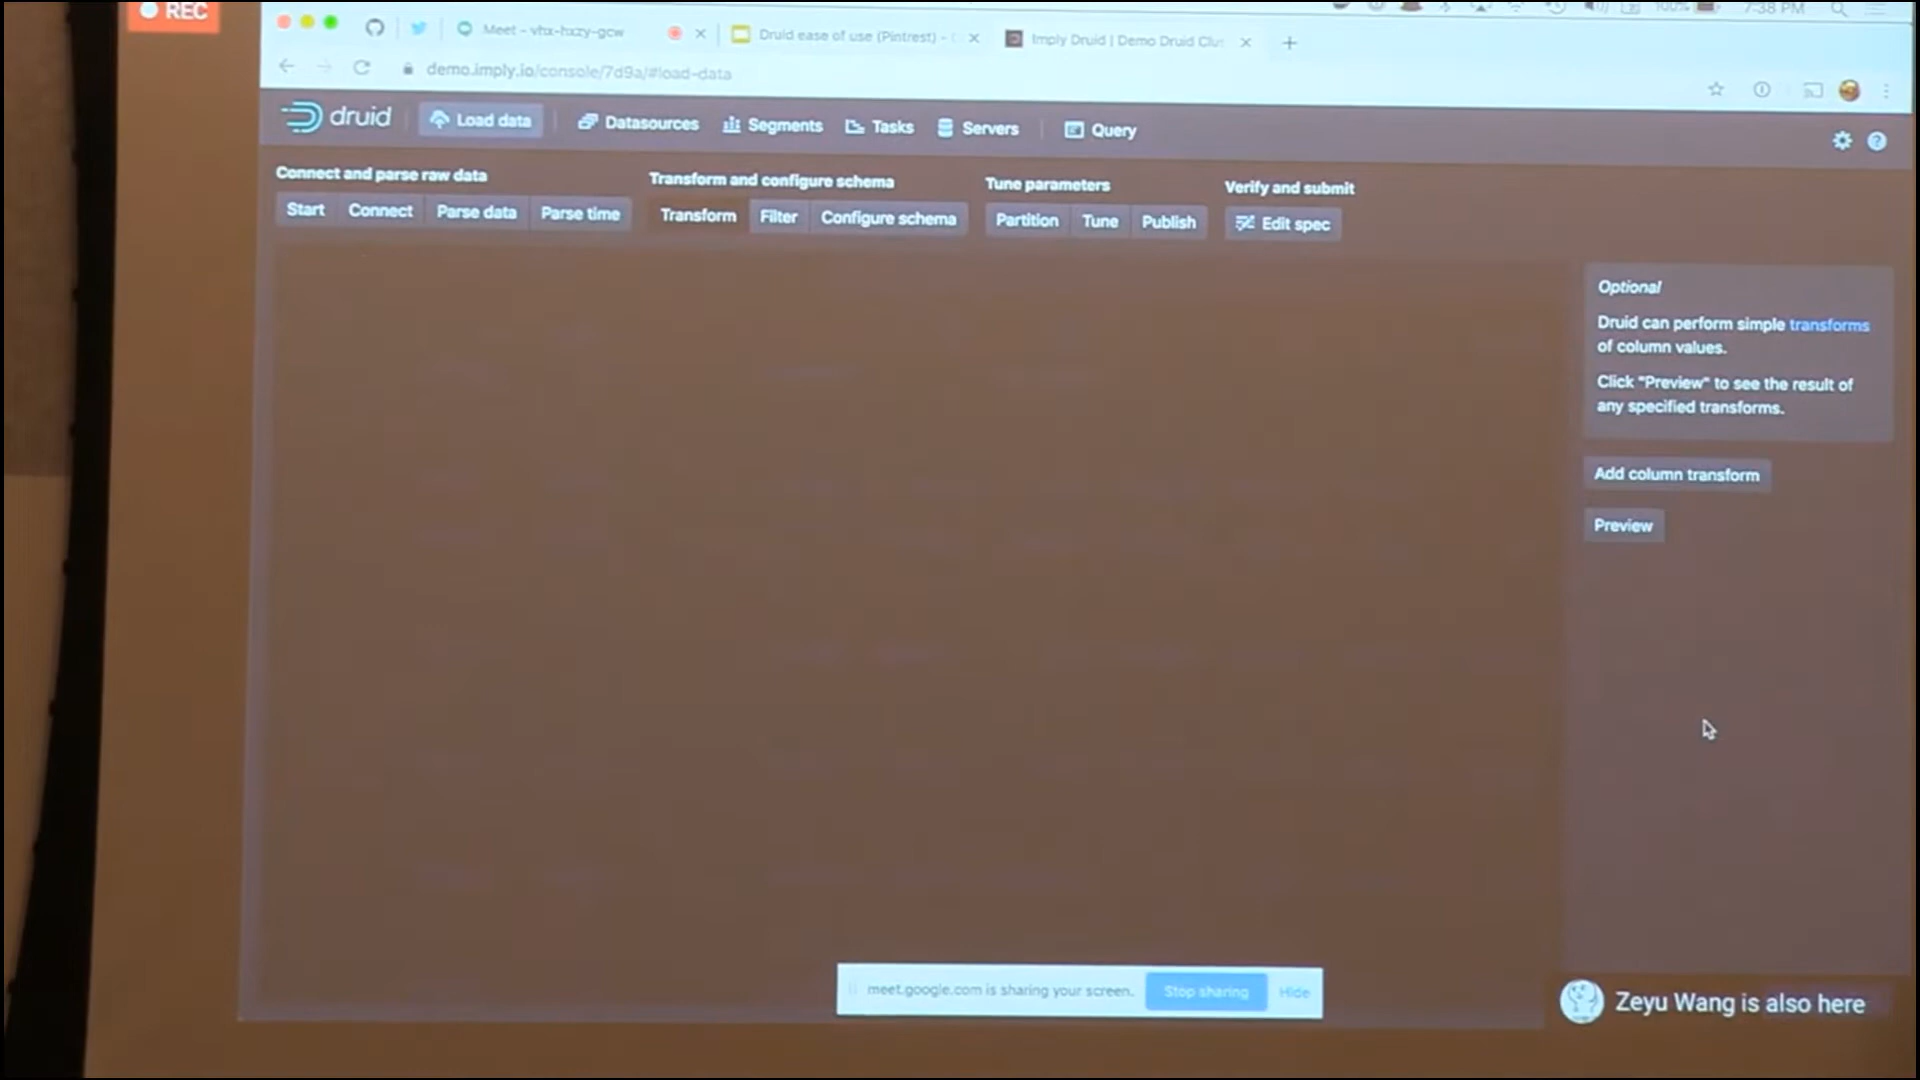 REC
100% 7:38 PM
Meet - vhx-hxzy-gcw
Druid ease of use (Pintrest) -
Imply Druid | Demo Druid Clus
demo.imply.io/console/7d9a/#load-data
druid Load data Datasources Segments Tasks Servers Query
Connect and parse raw data Transform and configure schema Tune parameters Verify and submit
Start Connect Parse data Parse time Transform Filter Configure schema Partition Tune Publish Edit spec
Optional
Druid can perform simple transforms
of column values.
Click "Preview" to see the result of
any specified transforms.
Add column transform
Preview
meet.google.com is sharing your screen. Stop sharing Hide
Zeyu Wang is also here